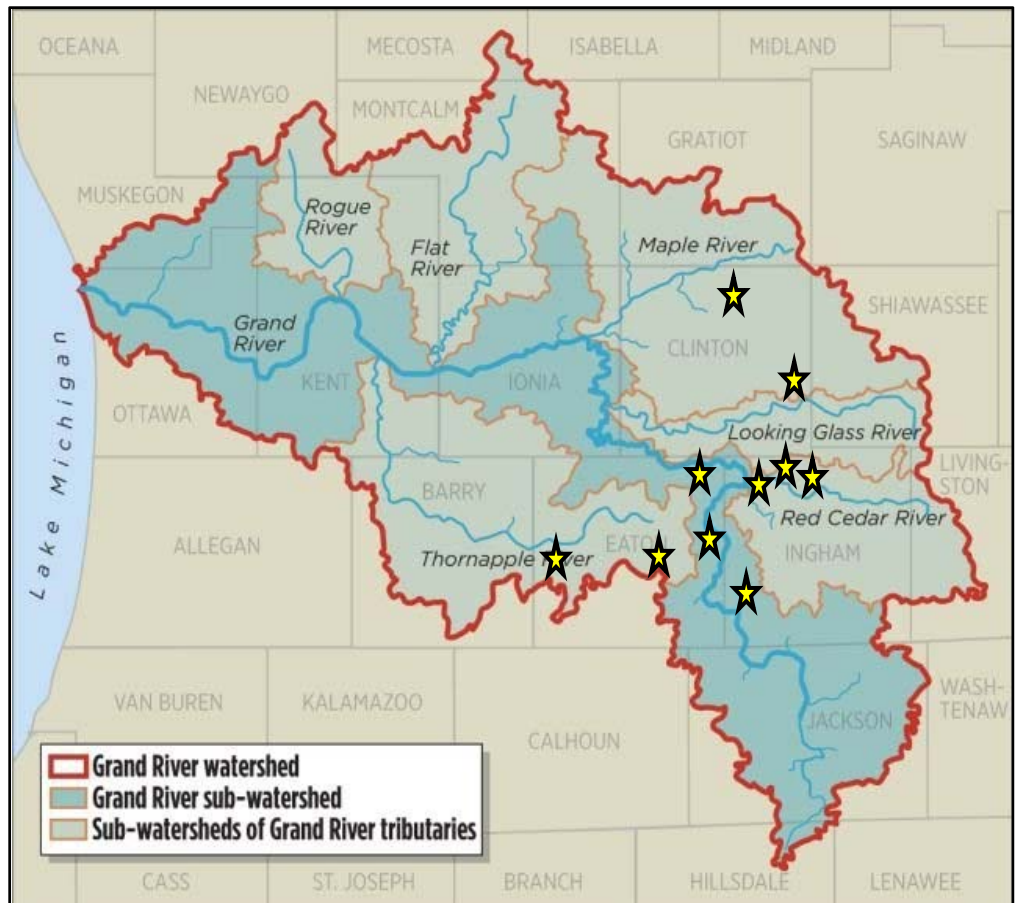 OCEANA
MECOSTA
ISABELLA
MIDLAND
NEWAYGO
MONTCALM
GRATIOT
SAGINAW
MUSKEGON
Rogue
River
Flat
River
Maple River
SHIAWASSEE
Grand
River
CLINTON
KENT
IONIA
OTTAWA
Looking Glass River
LIVING-
STON
BARRY
Red Cedar River
ALLEGAN
Thornapple River
EATON
INGHAM
Lake Michigan
VAN BUREN
KALAMAZOO
CALHOUN
JACKSON
WASH-
TENAW
Grand River watershed
Grand River sub-watershed
Sub-watersheds of Grand River tributaries
CASS
ST. JOSEPH
BRANCH
HILLSDALE
LENAWEE